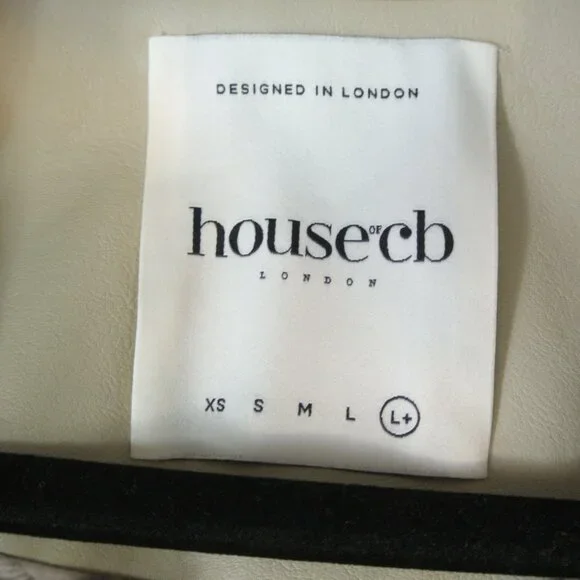 DESIGNED IN LONDON
house OF cb
LONDON
XS S M L L+